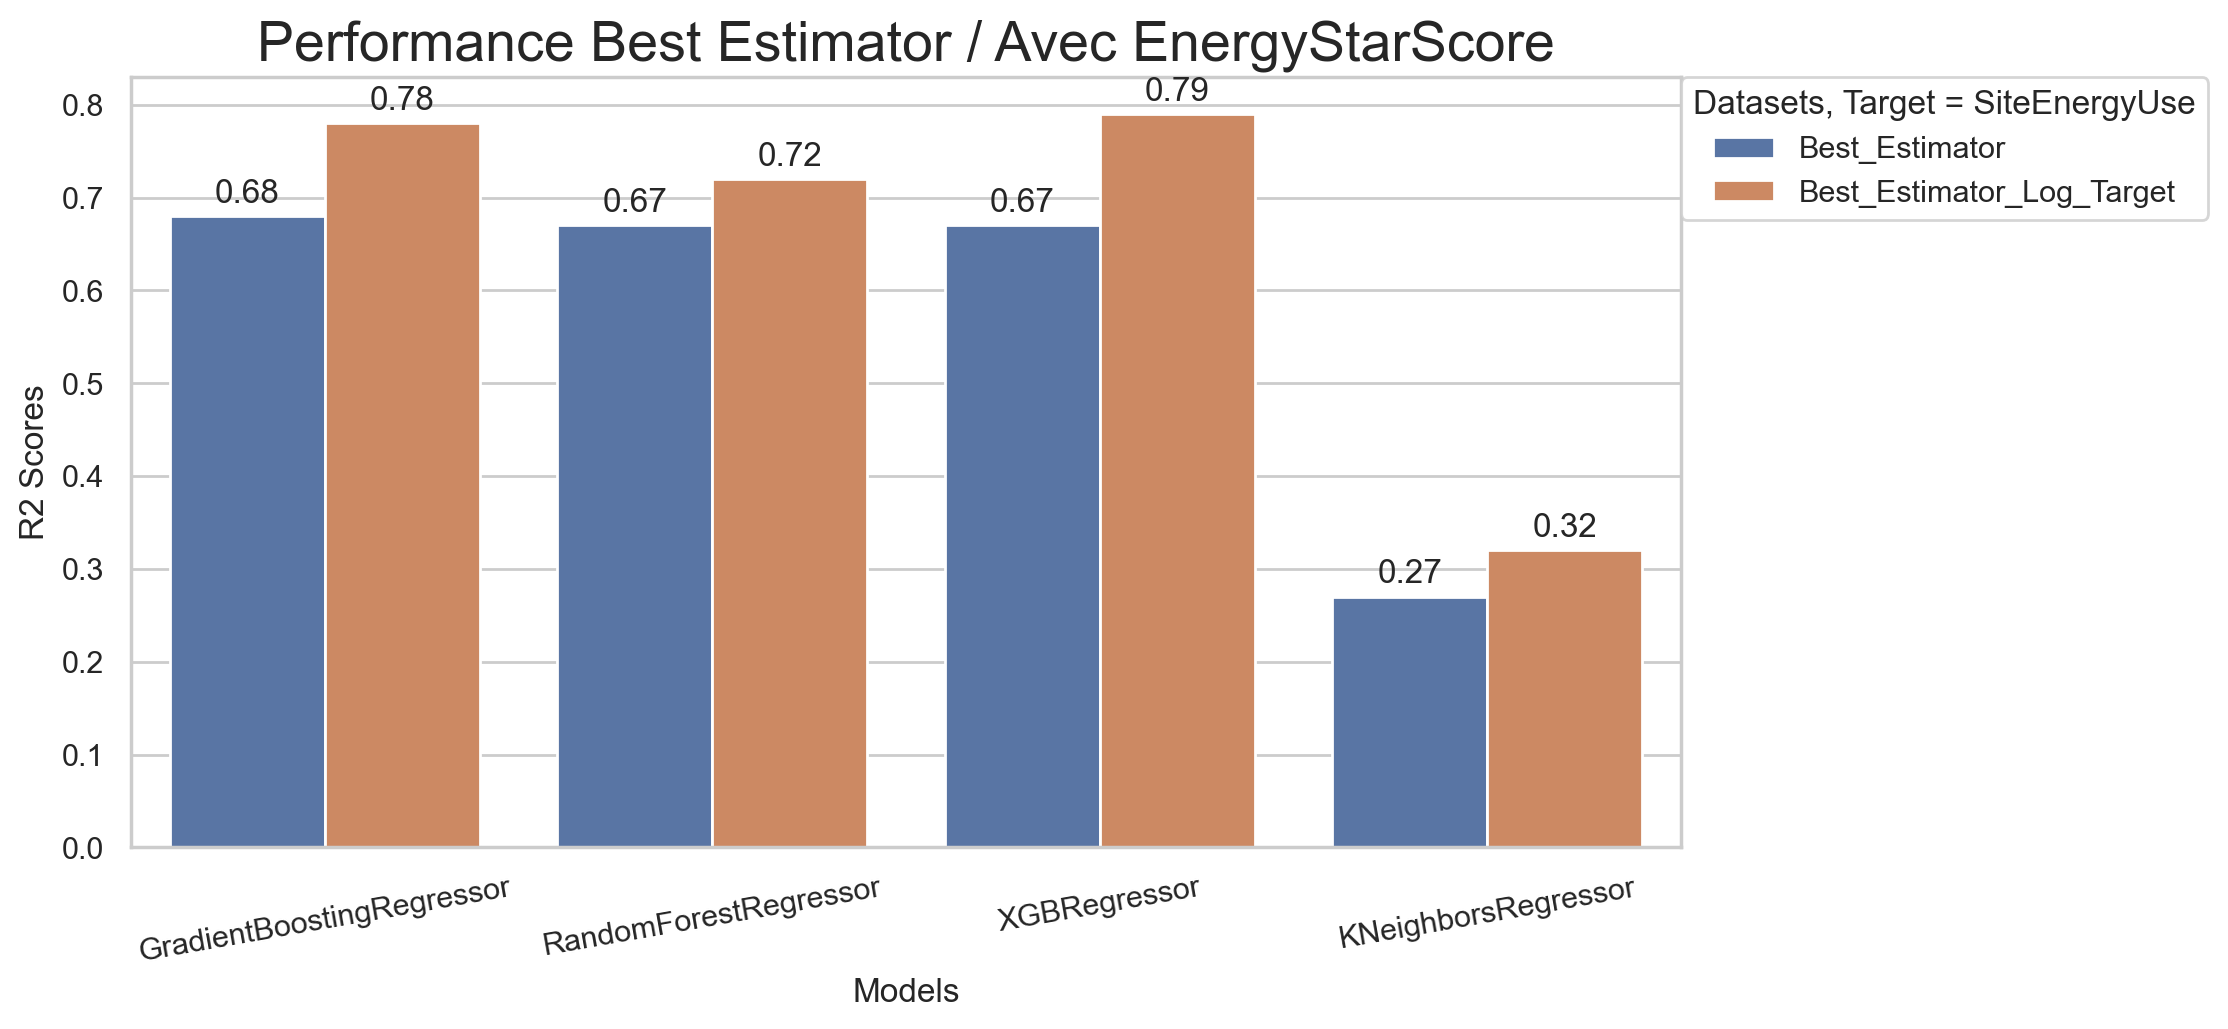 Performance Best Estimator / Avec EnergyStarScore
Datasets, Target = SiteEnergyUse
Best_Estimator
Best_Estimator_Log_Target
R2 Scores
0.8
0.7
0.6
0.5
0.4
0.3
0.2
0.1
0.0
0.68
0.78
0.67
0.72
0.67
0.79
0.27
0.32
GradientBoostingRegressor
RandomForestRegressor
XGBRegressor
KNeighborsRegressor
Models